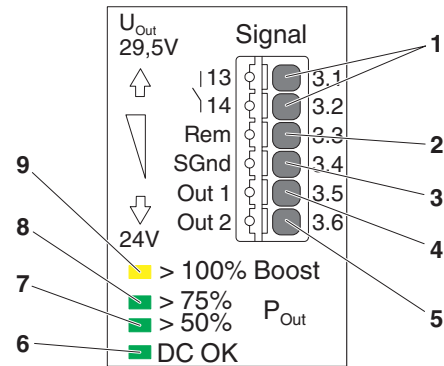 U_Out Signal
29,5V
13 3.1 1
14 3.2
Rem 3.3 2
SGnd 3.4 3
Out 1 3.5 4
24V Out 2 3.6 5
9 > 100% Boost
8 > 75%
7 > 50% P_Out
6 DC OK